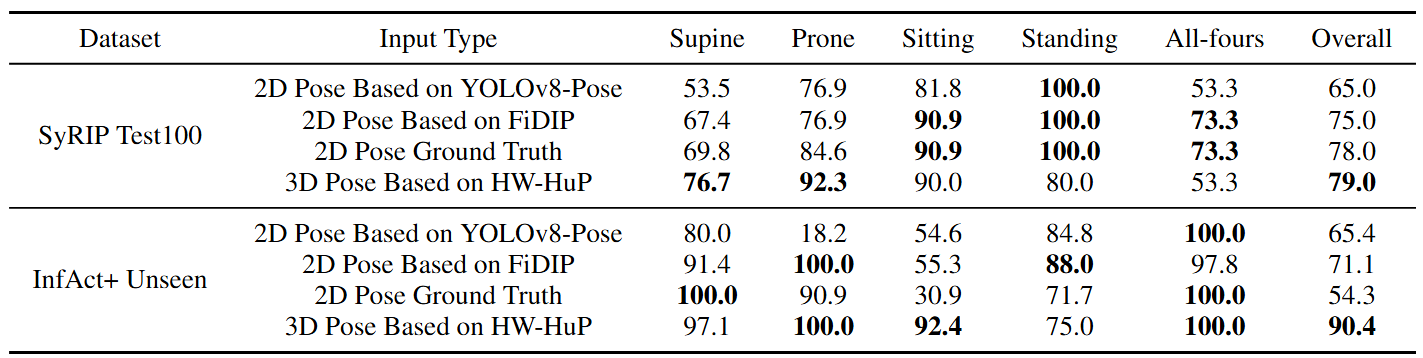 Dataset Input Type Supine Prone Sitting Standing All-fours Overall
2D Pose Based on YOLOv8-Pose 53.5 76.9 81.8 100.0 53.3 65.0
2D Pose Based on FiDIP 67.4 76.9 90.9 100.0 73.3 75.0
SyRIP Test100
2D Pose Ground Truth 69.8 84.6 90.9 100.0 73.3 78.0
3D Pose Based on HW-HuP 76.7 92.3 90.0 80.0 53.3 79.0
2D Pose Based on YOLOv8-Pose 80.0 18.2 54.6 84.8 100.0 65.4
2D Pose Based on FiDIP 91.4 100.0 55.3 88.0 97.8 71.1
InfAct+ Unseen
2D Pose Ground Truth 100.0 90.9 30.9 71.7 100.0 54.3
3D Pose Based on HW-HuP 97.1 100.0 92.4 75.0 100.0 90.4